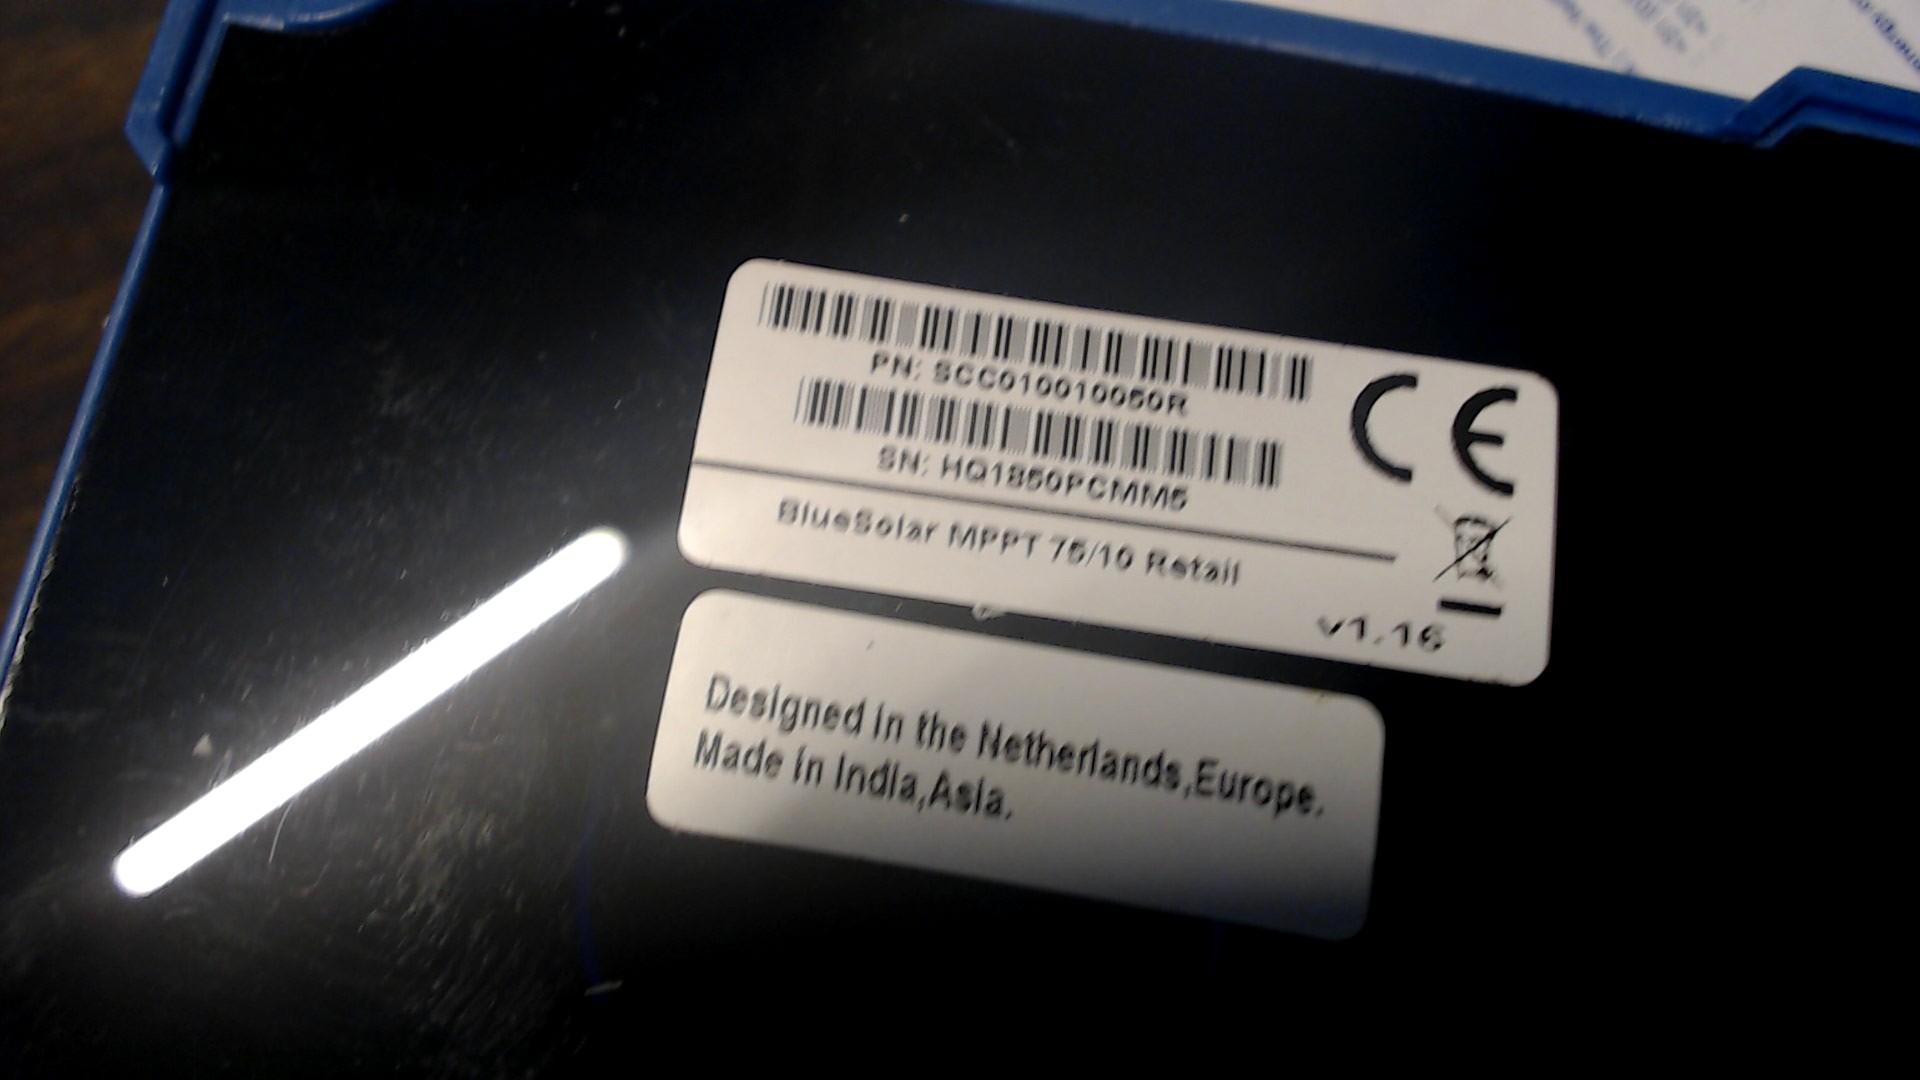 PN: SCC010010050R
SN: HQ1850PCMM5
BlueSolar MPPT 75/10 Retail
CE
v1.16
Designed in the Netherlands,Europe.
Made in India,Asia.